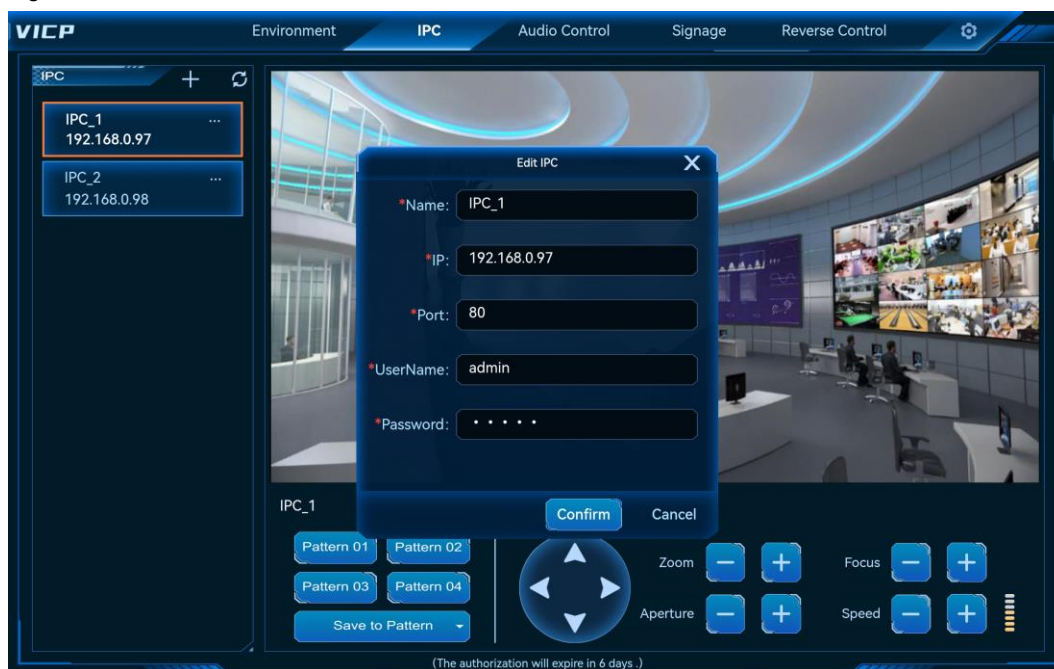 VICP
Environment
IPC
Audio Control
Signage
Reverse Control
IPC
IPC_1 ...
192.168.0.97
IPC_2 ...
192.168.0.98
Edit IPC X
*Name: IPC_1
*IP: 192.168.0.97
*Port: 80
*UserName: admin
*Password: • • • • •
Confirm Cancel
IPC_1
Pattern 01 Pattern 02
Pattern 03 Pattern 04
Save to Pattern
Zoom − + Focus − +
Aperture − + Speed − +
(The authorization will expire in 6 days .)